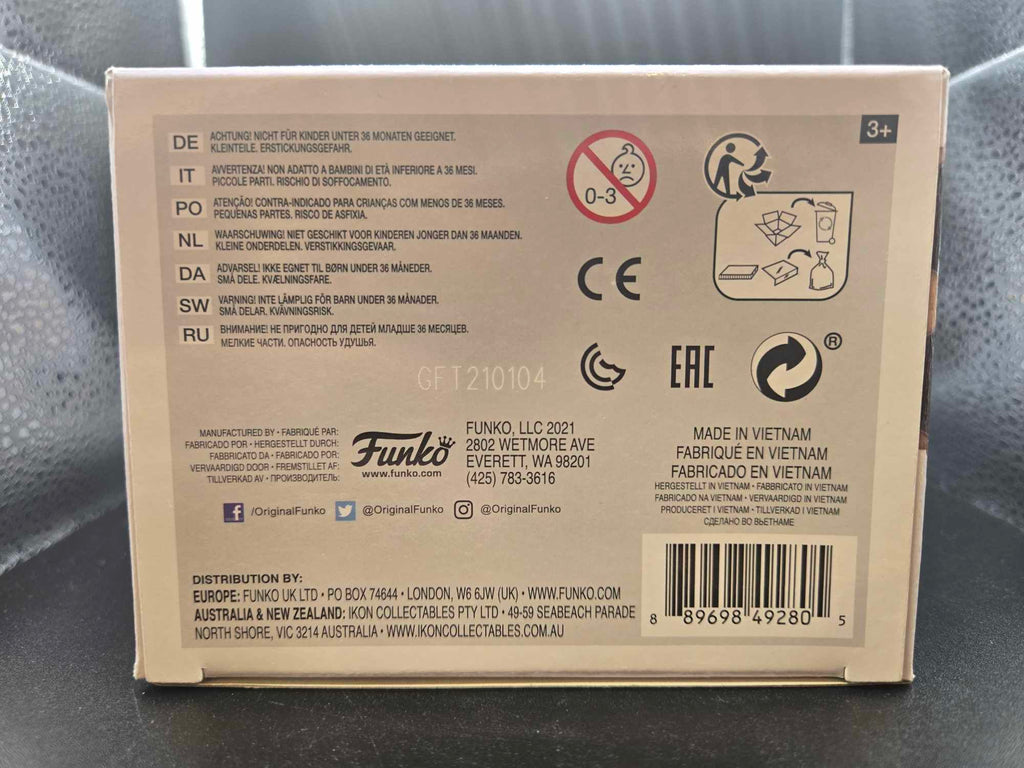 3+
DE ACHTUNG! NICHT FÜR KINDER UNTER 36 MONATEN GEEIGNET.
KLEINTEILE. ERSTICKUNGSGEFAHR.
IT AVVERTENZA! NON ADATTO A BAMBINI DI ETÀ INFERIORE A 36 MESI.
PICCOLE PARTI. RISCHIO DI SOFFOCAMENTO.
PO ATENÇÃO! CONTRA-INDICADO PARA CRIANÇAS COM MENOS DE 36 MESES.
PEQUENAS PARTES. RISCO DE ASFIXIA.
NL WAARSCHUWING! NIET GESCHIKT VOOR KINDEREN JONGER DAN 36 MAANDEN.
KLEINE ONDERDELEN. VERSTIKKINGSGEVAAR.
DA ADVARSEL! IKKE EGNET TIL BØRN UNDER 36 MÅNEDER.
SMÅ DELE. KVÆLNINGSFARE.
SW VARNING! INTE LÄMPLIG FÖR BARN UNDER 36 MÅNADER.
SMÅ DELAR. KVÄVNINGSRISK.
RU ВНИМАНИЕ! НЕ ПРИГОДНО ДЛЯ ДЕТЕЙ МЛАДШЕ 36 МЕСЯЦЕВ.
МЕЛКИЕ ЧАСТИ. ОПАСНОСТЬ УДУШЬЯ.
0-3
CE
EAC
®
GFT210104
MANUFACTURED BY • FABRIQUÉ PAR:
FABRICADO POR • HERGESTELLT DURCH:
FABBRICATO DA • FABRICADO POR:
VERVAARDIGD DOOR • FREMSTILLET AF:
TILLVERKAD AV • ПРОИЗВОДИТЕЛЬ:
Funko
www.funko.com
FUNKO, LLC 2021
2802 WETMORE AVE
EVERETT, WA 98201
(425) 783-3616
/OriginalFunko @OriginalFunko @OriginalFunko
MADE IN VIETNAM
FABRIQUÉ EN VIETNAM
FABRICADO EN VIETNAM
HERGESTELLT IN VIETNAM • FABBRICATO IN VIETNAM
FABRICADO NA VIETNAM • VERVAARDIGD IN VIETNAM
PRODUCERET I VIETNAM • TILLVERKAD I VIETNAM
СДЕЛАНО ВО ВЬЕТНАМЕ
DISTRIBUTION BY:
EUROPE: FUNKO UK LTD • PO BOX 74644 • LONDON, W6 6JW (UK) • WWW.FUNKO.COM
AUSTRALIA & NEW ZEALAND: IKON COLLECTABLES PTY LTD • 49-59 SEABEACH PARADE
NORTH SHORE, VIC 3214 AUSTRALIA • WWW.IKONCOLLECTABLES.COM.AU
8 89698 49280 5